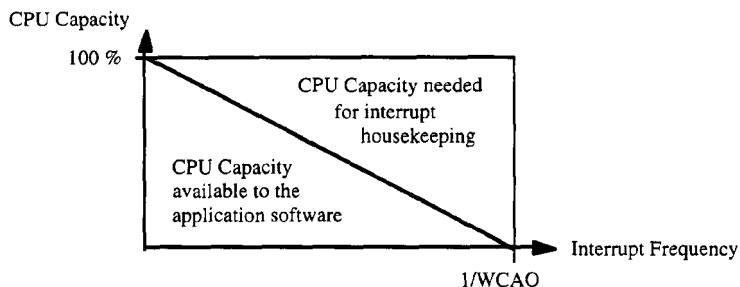 CPU Capacity
100 %
CPU Capacity needed
for interrupt
housekeeping
CPU Capacity
available to the
application software
Interrupt Frequency
1/WCAO